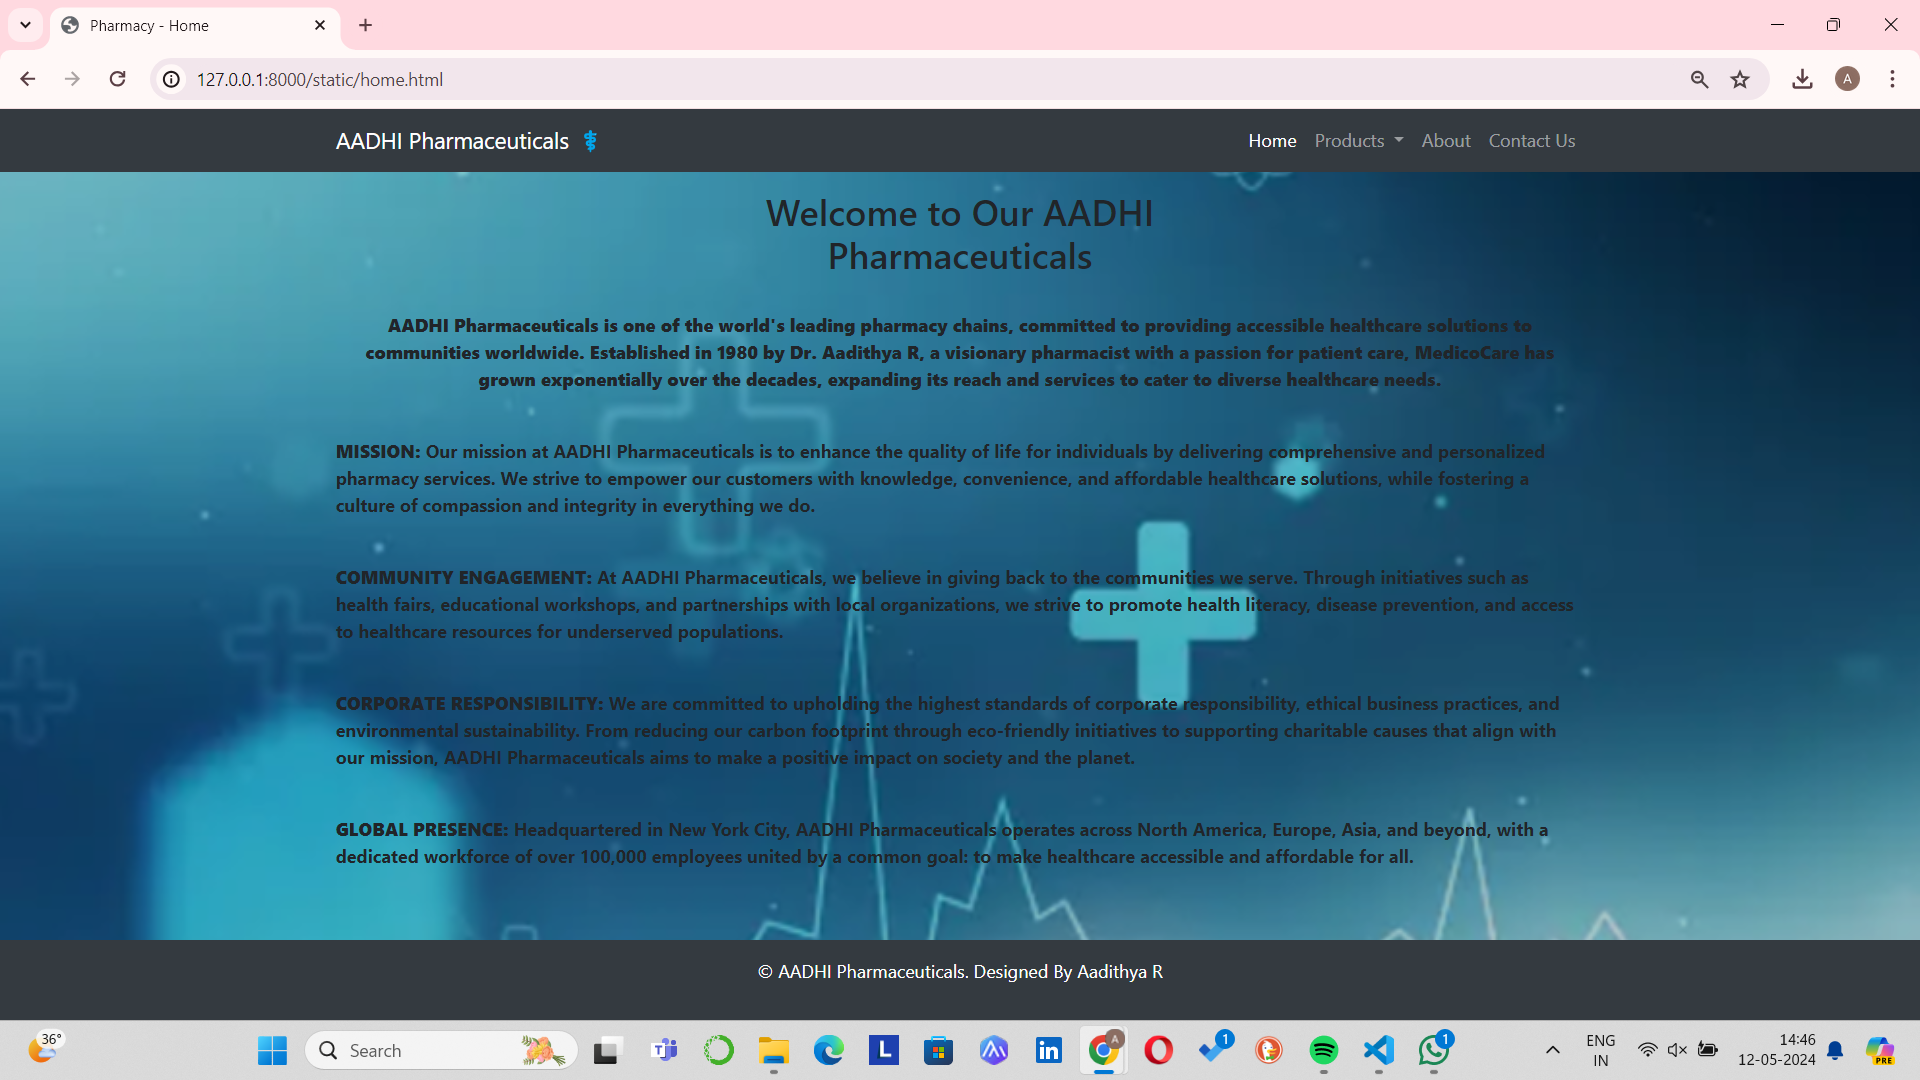 Pharmacy - Home
127.0.0.1:8000/static/home.html
A
AADHI Pharmaceuticals
Home Products About Contact Us
Welcome to Our AADHI
Pharmaceuticals
AADHI Pharmaceuticals is one of the world's leading pharmacy chains, committed to providing accessible healthcare solutions to
communities worldwide. Established in 1980 by Dr. Aadithya R, a visionary pharmacist with a passion for patient care, MedicoCare has
grown exponentially over the decades, expanding its reach and services to cater to diverse healthcare needs.
MISSION: Our mission at AADHI Pharmaceuticals is to enhance the quality of life for individuals by delivering comprehensive and personalized
pharmacy services. We strive to empower our customers with knowledge, convenience, and affordable healthcare solutions, while fostering a
culture of compassion and integrity in everything we do.
COMMUNITY ENGAGEMENT: At AADHI Pharmaceuticals, we believe in giving back to the communities we serve. Through initiatives such as
health fairs, educational workshops, and partnerships with local organizations, we strive to promote health literacy, disease prevention, and access
to healthcare resources for underserved populations.
CORPORATE RESPONSIBILITY: We are committed to upholding the highest standards of corporate responsibility, ethical business practices, and
environmental sustainability. From reducing our carbon footprint through eco-friendly initiatives to supporting charitable causes that align with
our mission, AADHI Pharmaceuticals aims to make a positive impact on society and the planet.
GLOBAL PRESENCE: Headquartered in New York City, AADHI Pharmaceuticals operates across North America, Europe, Asia, and beyond, with a
dedicated workforce of over 100,000 employees united by a common goal: to make healthcare accessible and affordable for all.
© AADHI Pharmaceuticals. Designed By Aadithya R
36°
Search
T
L
in
A
1
1
ENG
IN
14:46
12-05-2024
PRE